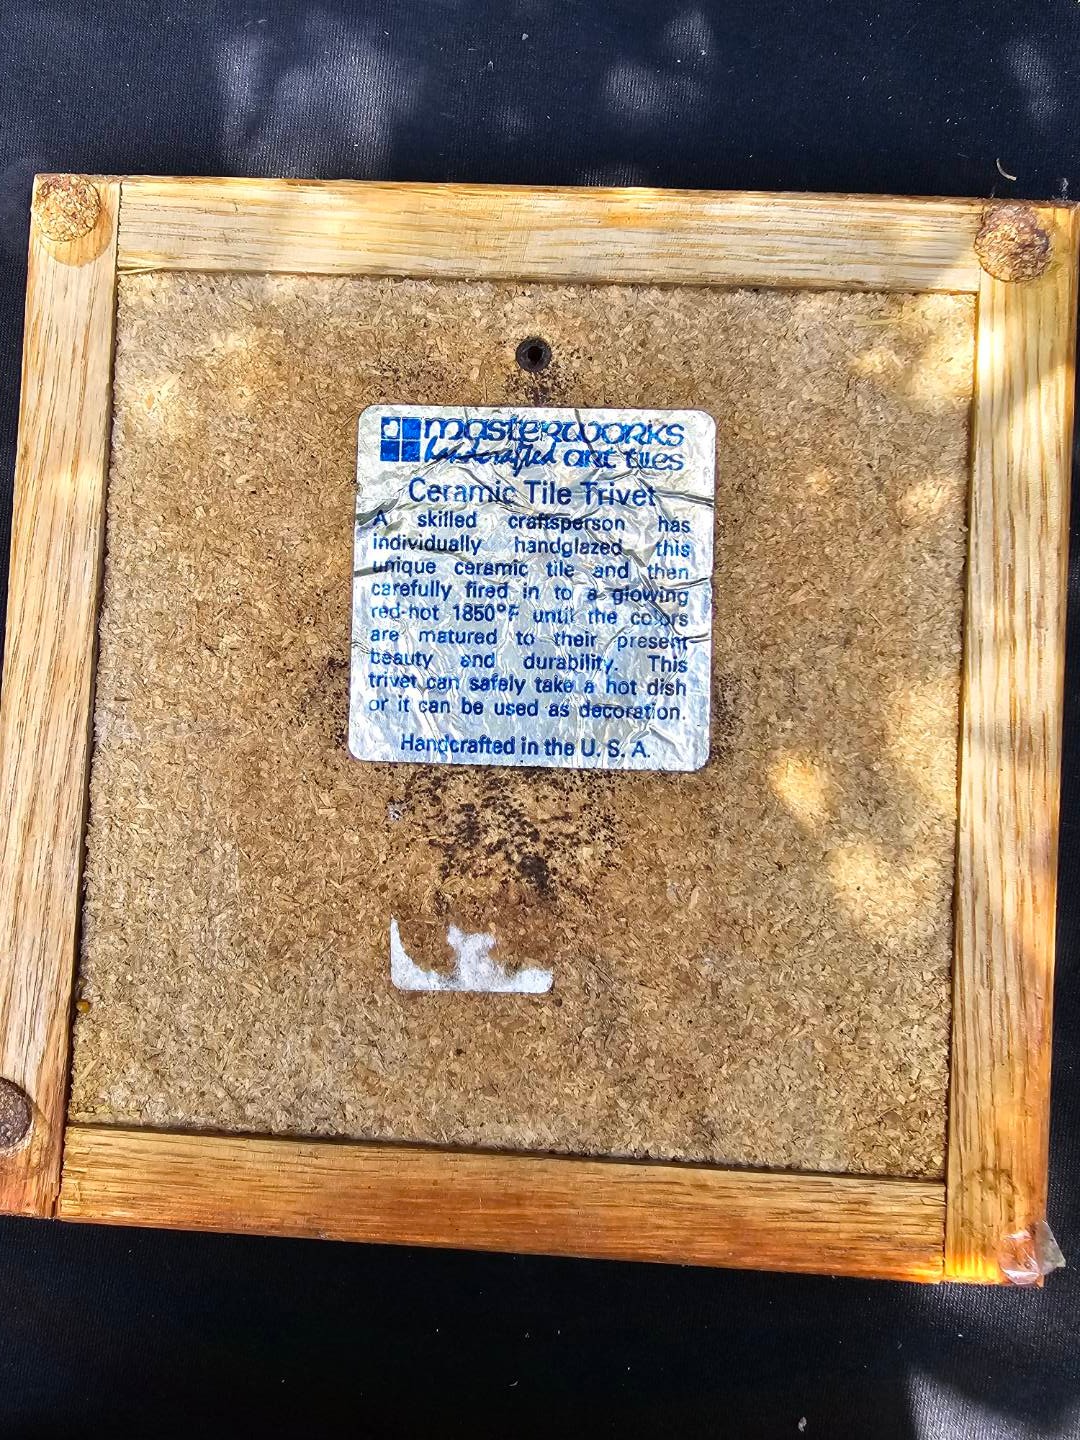 masterworks
handcrafted art tiles
Ceramic Tile Trivet
A skilled craftsperson has
individually handglazed this
unique ceramic tile and then
carefully fired in to a glowing
red-hot 1850°F until the colors
are matured to their present
beauty and durability. This
trivet can safely take a hot dish
or it can be used as decoration.
Handcrafted in the U. S. A.